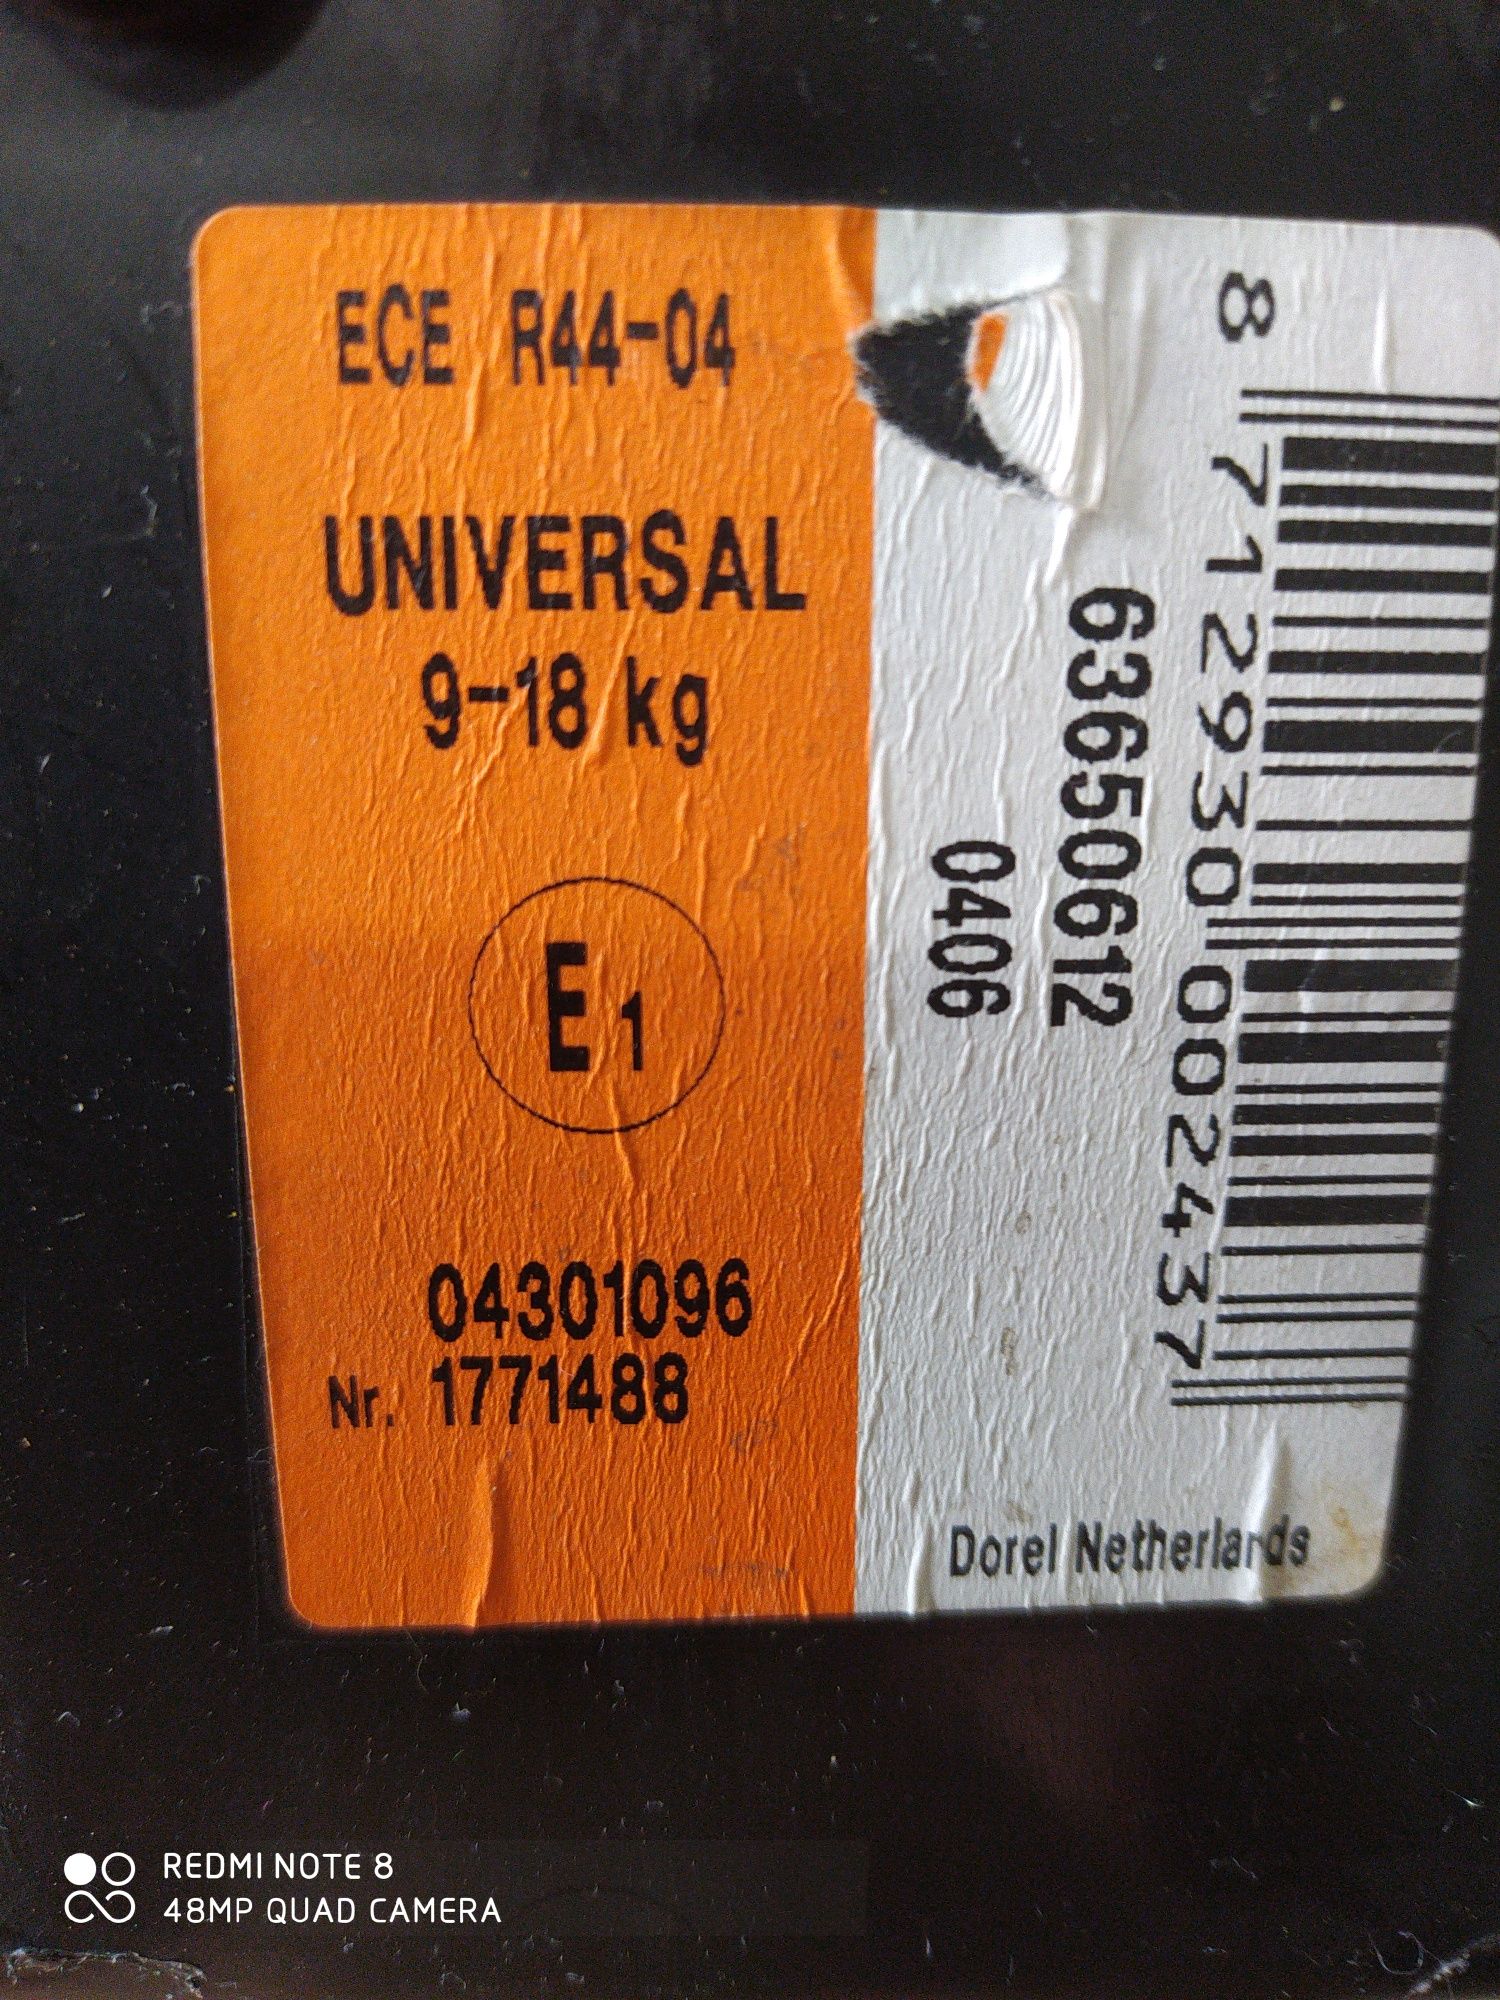 ECE R44-04
UNIVERSAL
9-18 kg
E1
04301096
Nr. 1771488
8 712930 002437
63650612
0406
Dorel Netherlands
REDMI NOTE 8
48MP QUAD CAMERA